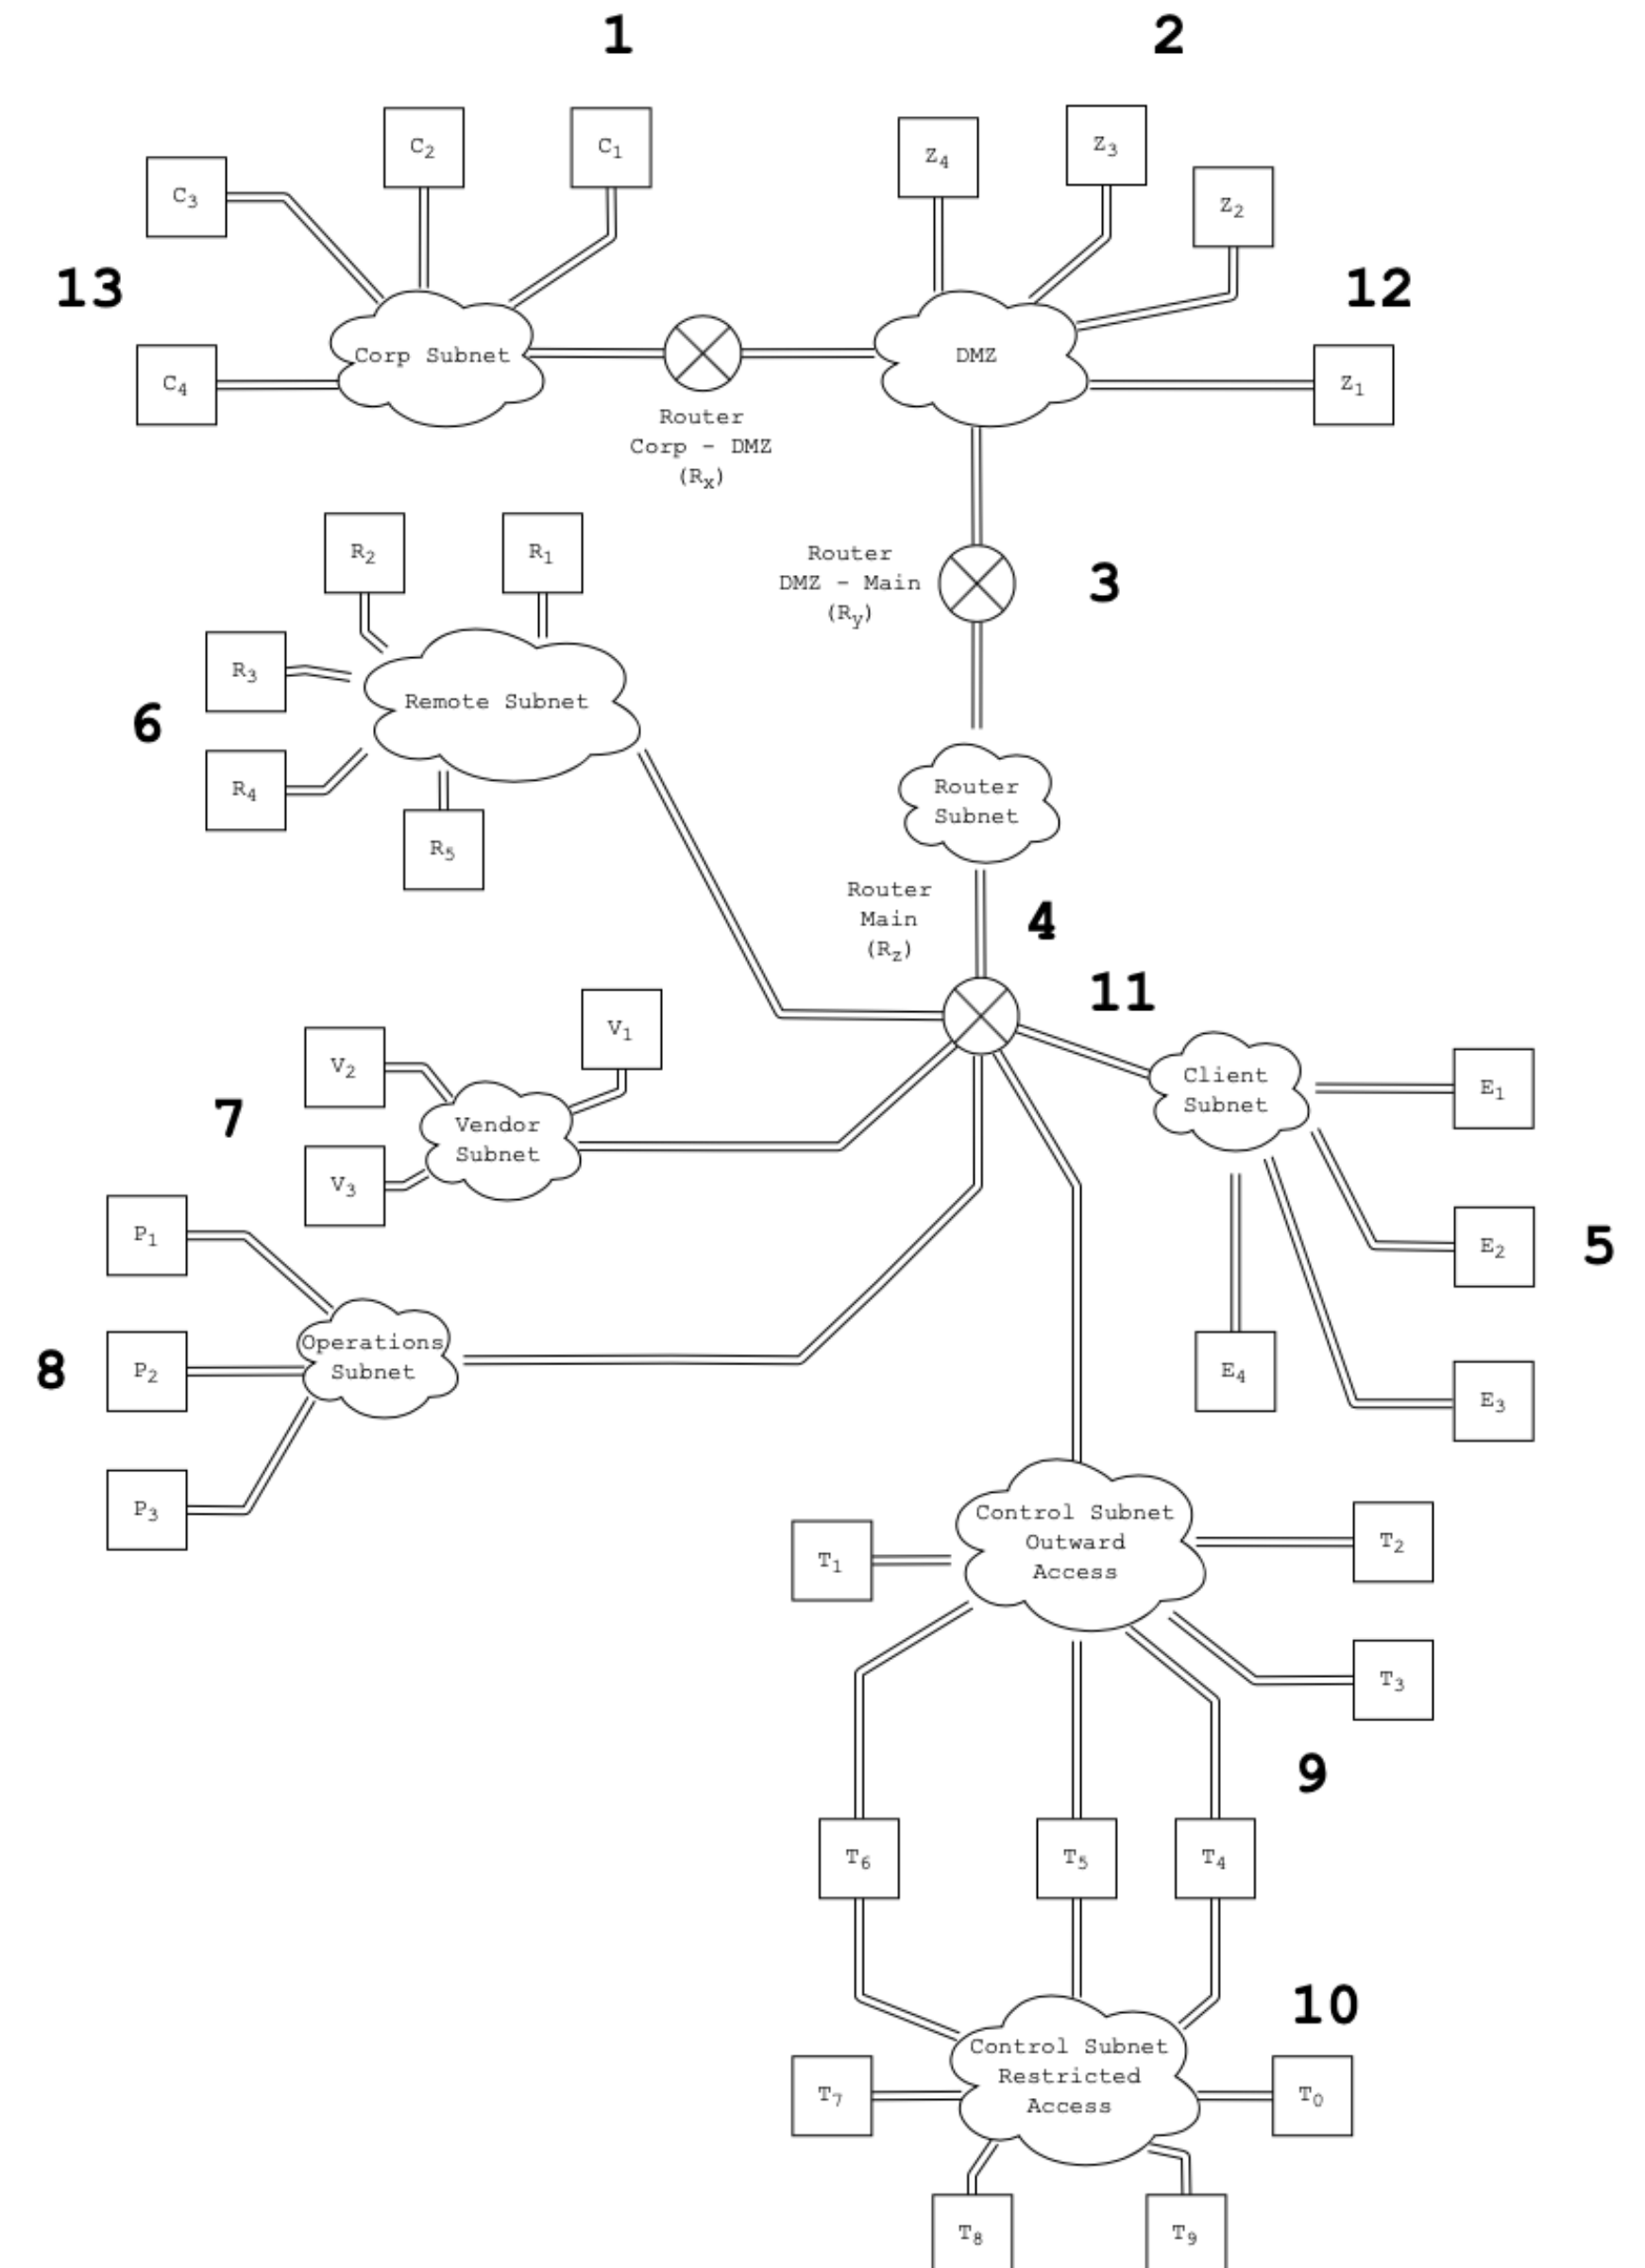 1
2
C2
C1
Z4
Z3
C3
Z2
13
12
Corp Subnet
DMZ
C4
Z1
Router
Corp - DMZ
(Rx)
R2
R1
Router
DMZ - Main
(Ry)
3
R3
Remote Subnet
6
R4
R5
Router
Subnet
Router
Main
(Rz)
4
11
V1
V2
7
Vendor
Subnet
V3
Client
Subnet
E1
E2
5
E4
E3
P1
8
P2
Operations
Subnet
P3
Control Subnet
Outward
Access
T1
T2
T3
9
T6
T5
T4
10
Control Subnet
Restricted
Access
T7
T0
T8
T9